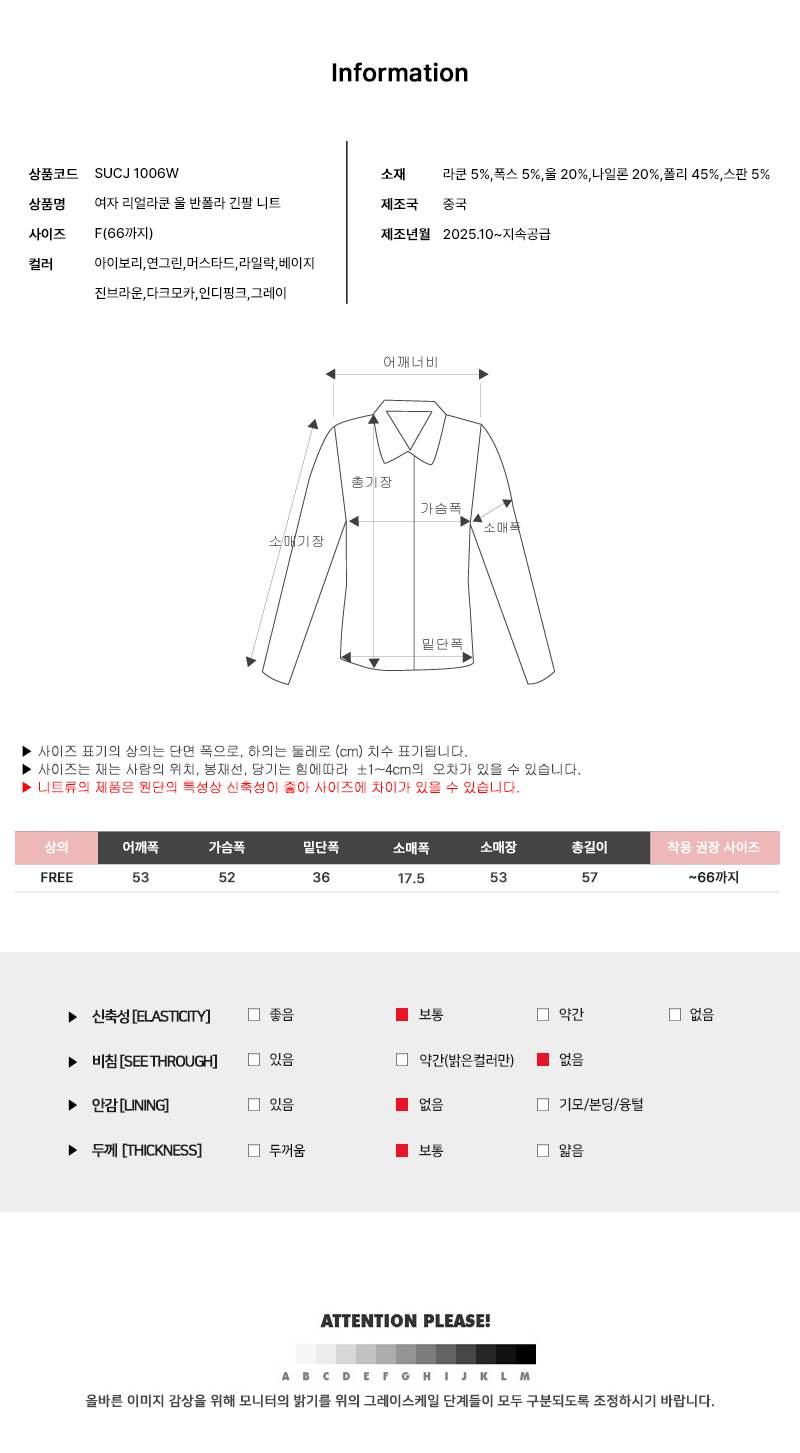 Information
상품코드 SUCJ 1006W
상품명 여자 리얼라쿤 울 반폴라 긴팔 니트
사이즈 F(66까지)
컬러 아이보리,연그린,머스타드,라일락,베이지
진브라운,다크모카,인디핑크,그레이
소재 라쿤 5%,폭스 5%,울 20%,나일론 20%,폴리 45%,스판 5%
제조국 중국
제조년월 2025.10~지속공급
어깨너비
총기장
가슴폭
소매폭
소매기장
밑단폭
▶ 사이즈 표기의 상의는 단면 폭으로, 하의는 둘레로 (cm) 치수 표기됩니다.
▶ 사이즈는 재는 사람의 위치, 봉재선, 당기는 힘에따라 ±1~4cm의 오차가 있을 수 있습니다.
▶ 니트류의 제품은 원단의 특성상 신축성이 좋아 사이즈에 차이가 있을 수 있습니다.
상의 어깨폭 가슴폭 밑단폭 소매폭 소매장 총길이 착용 권장 사이즈
FREE 53 52 36 17.5 53 57 ~66까지
▶ 신축성 [ELASTICITY] 좋음 보통 약간 없음
▶ 비침 [SEE THROUGH] 있음 약간(밝은컬러만) 없음
▶ 안감 [LINING] 있음 없음 기모/본딩/융털
▶ 두께 [THICKNESS] 두꺼움 보통 얇음
ATTENTION PLEASE!
A B C D E F G H I J K L M
올바른 이미지 감상을 위해 모니터의 밝기를 위의 그레이스케일 단계들이 모두 구분되도록 조정하시기 바랍니다.